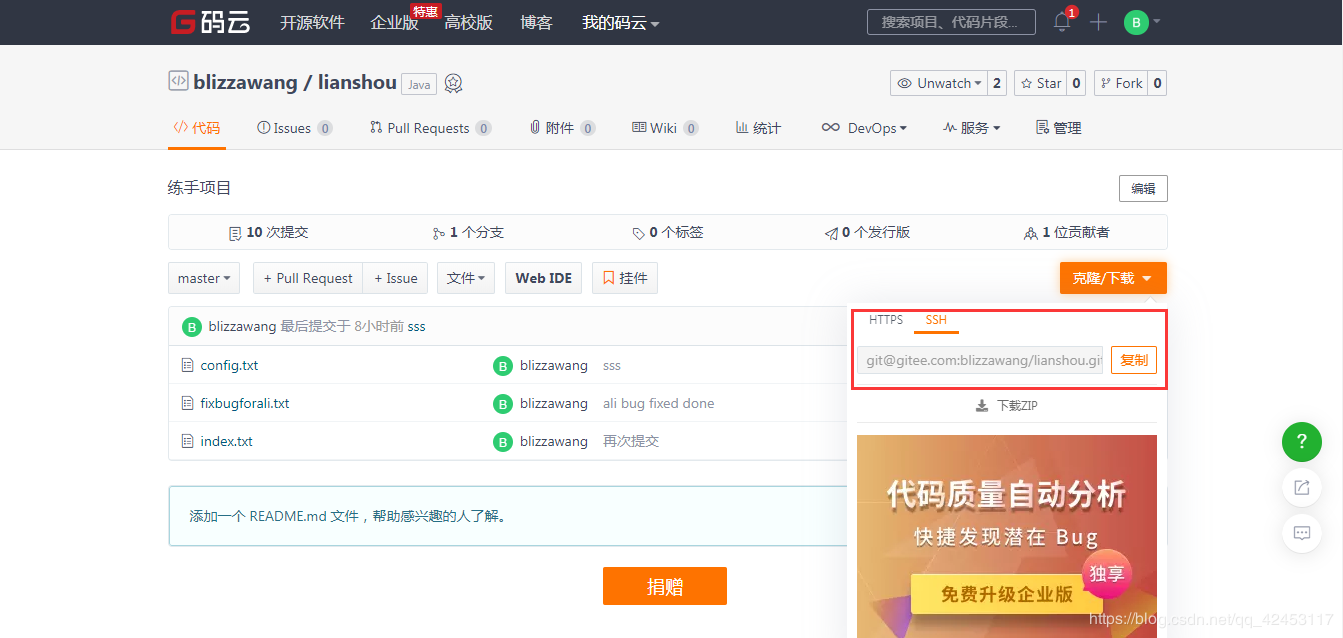 码云 开源软件 企业版 特惠 高校版 博客 我的码云 搜索项目、代码片段... 1 B
blizzawang / lianshou Java Unwatch 2 Star 0 Fork 0
代码 Issues 0 Pull Requests 0 附件 0 Wiki 0 统计 DevOps 服务 管理
练手项目 编辑
10 次提交 1 个分支 0 个标签 0 个发行版 1 位贡献者
master + Pull Request + Issue 文件 Web IDE 挂件 克隆/下载
B blizzawang 最后提交于 8小时前 sss
HTTPS SSH
git@gitee.com:blizzawang/lianshou.gi 复制
下载ZIP
config.txt B blizzawang sss
fixbugforali.txt B blizzawang ali bug fixed done
index.txt B blizzawang 再次提交
添加一个 README.md 文件，帮助感兴趣的人了解。
捐赠
代码质量自动分析
快捷发现潜在 Bug
独享
免费升级企业版
?
https://blog.csdn.net/qq_42453117